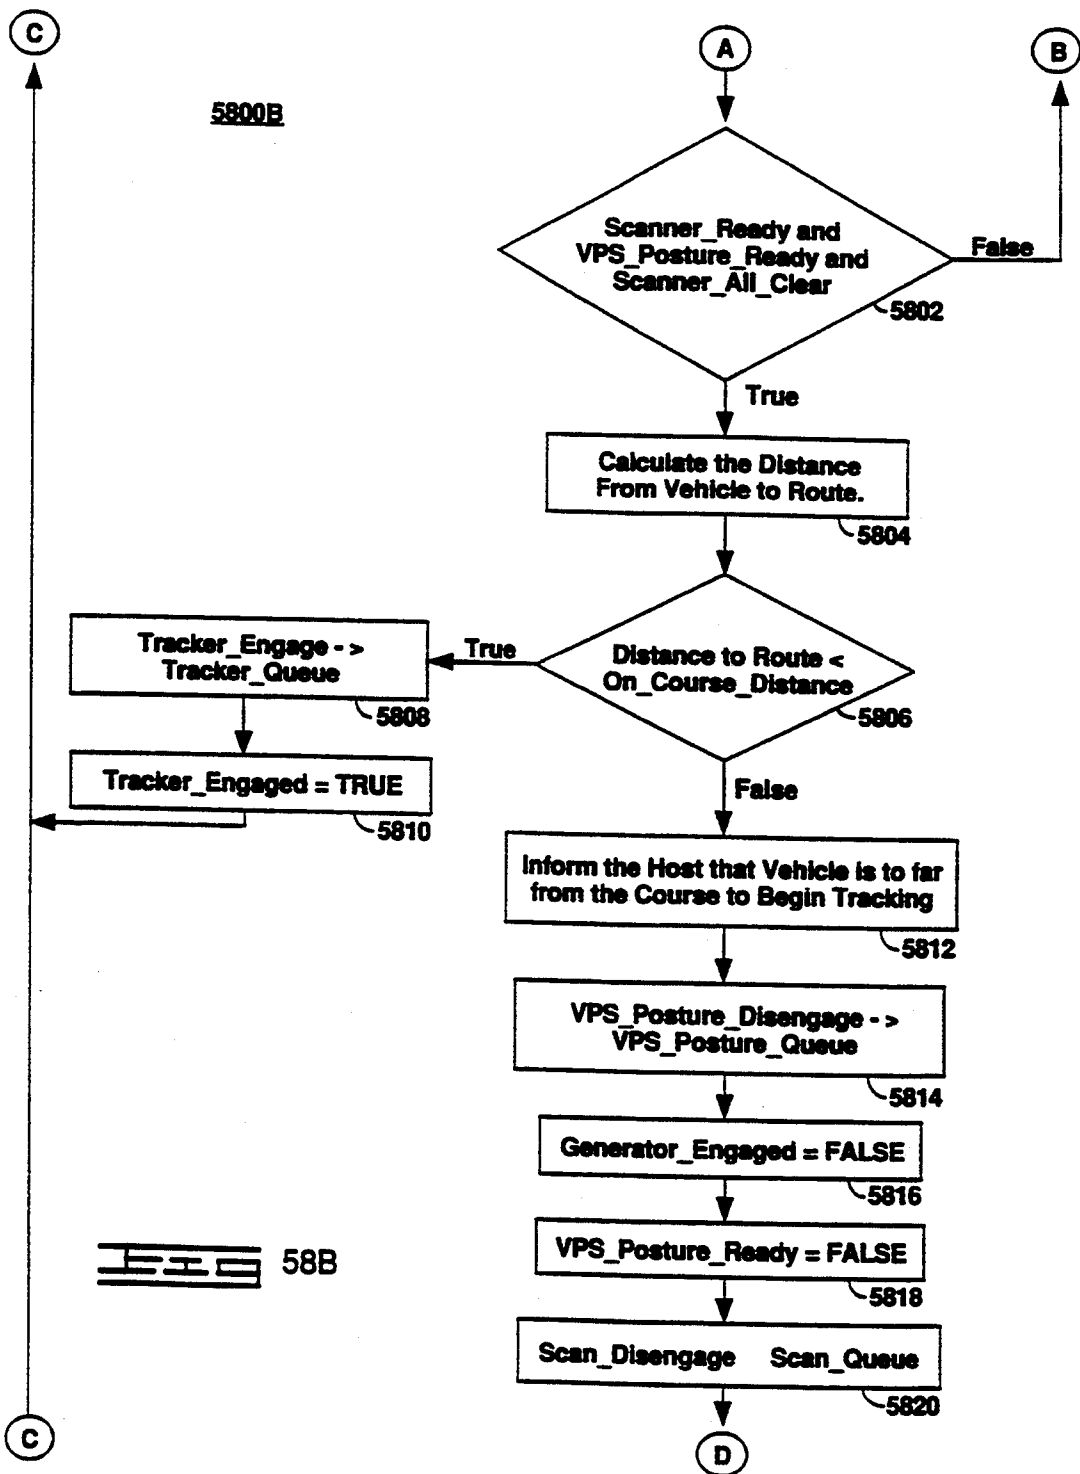 C
A
B
5800B
Scanner_Ready and
VPS_Posture_Ready and
Scanner_All_Clear
False
5802
True
Calculate the Distance
From Vehicle to Route.
5804
Distance to Route <
On_Course_Distance
5806
True
Tracker_Engage - >
Tracker_Queue
5808
Tracker_Engaged = TRUE
5810
False
Inform the Host that Vehicle is to far
from the Course to Begin Tracking
5812
VPS_Posture_Disengage - >
VPS_Posture_Queue
5814
Generator_Engaged = FALSE
5816
VPS_Posture_Ready = FALSE
5818
58B
Scan_Disengage Scan_Queue
5820
C
D